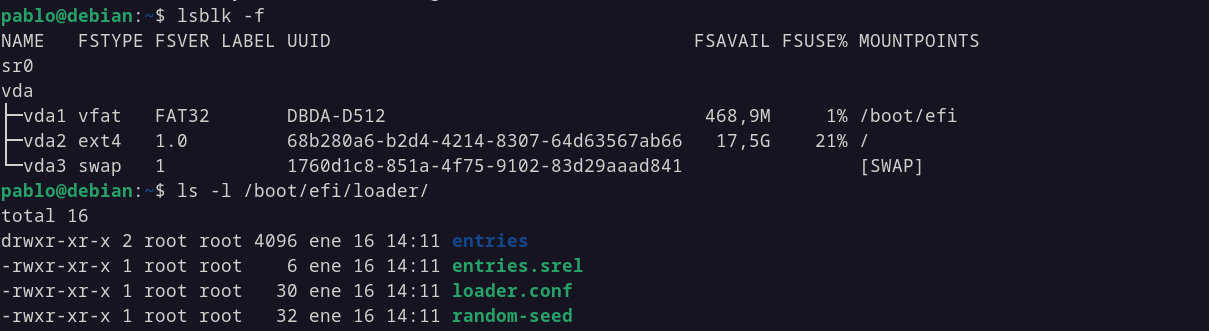 pablo@debian:~$ lsblk -f
NAME   FSTYPE FSVER LABEL UUID                                 FSAVAIL FSUSE% MOUNTPOINTS
sr0
vda
├─vda1 vfat   FAT32       DBDA-D512                             468,9M     1% /boot/efi
├─vda2 ext4   1.0         68b280a6-b2d4-4214-8307-64d63567ab66   17,5G    21% /
└─vda3 swap   1           1760d1c8-851a-4f75-9102-83d29aaad841                [SWAP]
pablo@debian:~$ ls -l /boot/efi/loader/
total 16
drwxr-xr-x 2 root root 4096 ene 16 14:11 entries
-rwxr-xr-x 1 root root    6 ene 16 14:11 entries.srel
-rwxr-xr-x 1 root root   30 ene 16 14:11 loader.conf
-rwxr-xr-x 1 root root   32 ene 16 14:11 random-seed